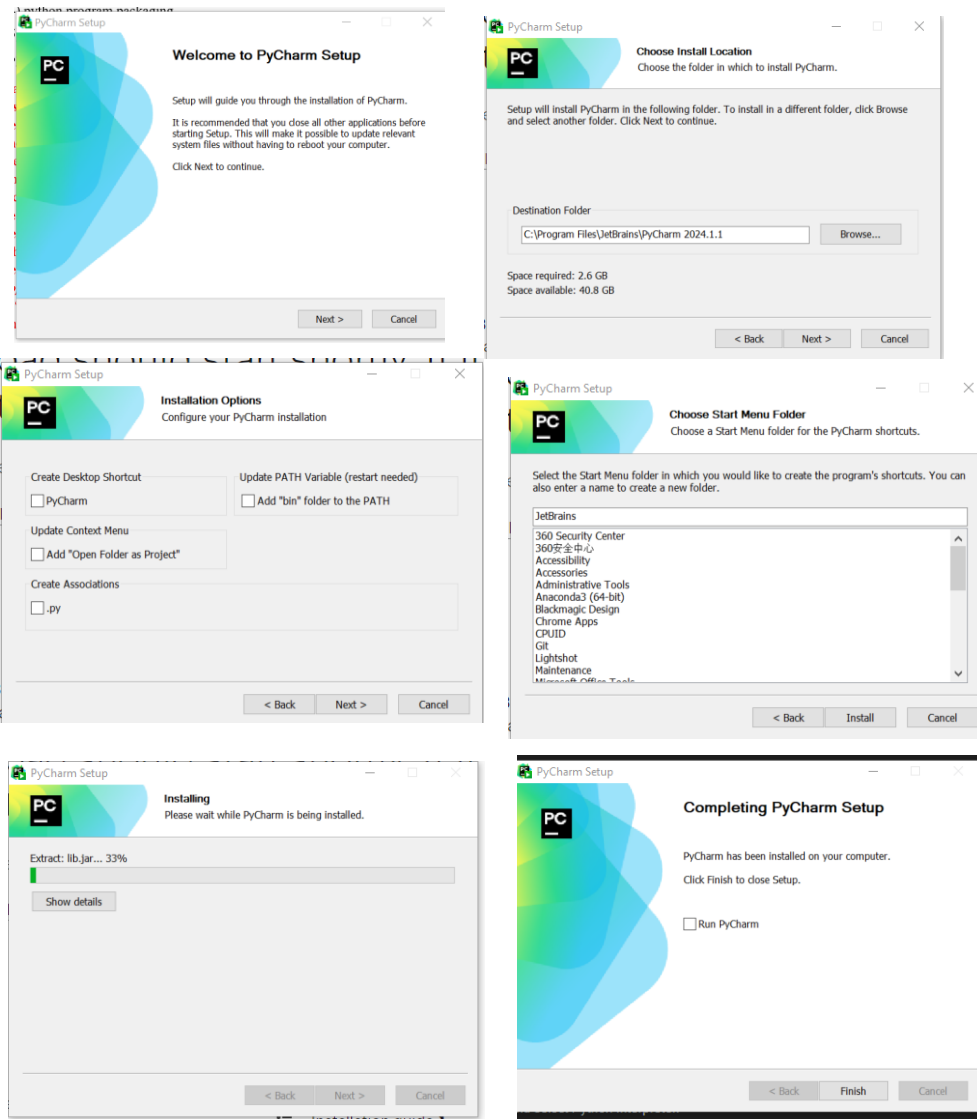 python program packaging
PyCharm Setup
PC
Welcome to PyCharm Setup
Setup will guide you through the installation of PyCharm.
It is recommended that you close all other applications before
starting Setup. This will make it possible to update relevant
system files without having to reboot your computer.
Click Next to continue.
Next >
Cancel
PyCharm Setup
PC
Choose Install Location
Choose the folder in which to install PyCharm.
Setup will install PyCharm in the following folder. To install in a different folder, click Browse
and select another folder. Click Next to continue.
Destination Folder
C:\Program Files\JetBrains\PyCharm 2024.1.1
Browse...
Space required: 2.6 GB
Space available: 40.8 GB
< Back
Next >
Cancel
PyCharm Setup
PC
Installation Options
Configure your PyCharm installation
Create Desktop Shortcut
PyCharm
Update PATH Variable (restart needed)
Add "bin" folder to the PATH
Update Context Menu
Add "Open Folder as Project"
Create Associations
.py
< Back
Next >
Cancel
PyCharm Setup
PC
Choose Start Menu Folder
Choose a Start Menu folder for the PyCharm shortcuts.
Select the Start Menu folder in which you would like to create the program's shortcuts. You can
also enter a name to create a new folder.
JetBrains
360 Security Center
360安全中心
Accessibility
Accessories
Administrative Tools
Anaconda3 (64-bit)
Blackmagic Design
Chrome Apps
CPUID
Git
Lightshot
Maintenance
Microsoft Office Tools
< Back
Install
Cancel
PyCharm Setup
PC
Installing
Please wait while PyCharm is being installed.
Extract: lib.jar... 33%
Show details
< Back
Next >
Cancel
PyCharm Setup
PC
Completing PyCharm Setup
PyCharm has been installed on your computer.
Click Finish to close Setup.
Run PyCharm
< Back
Finish
Cancel